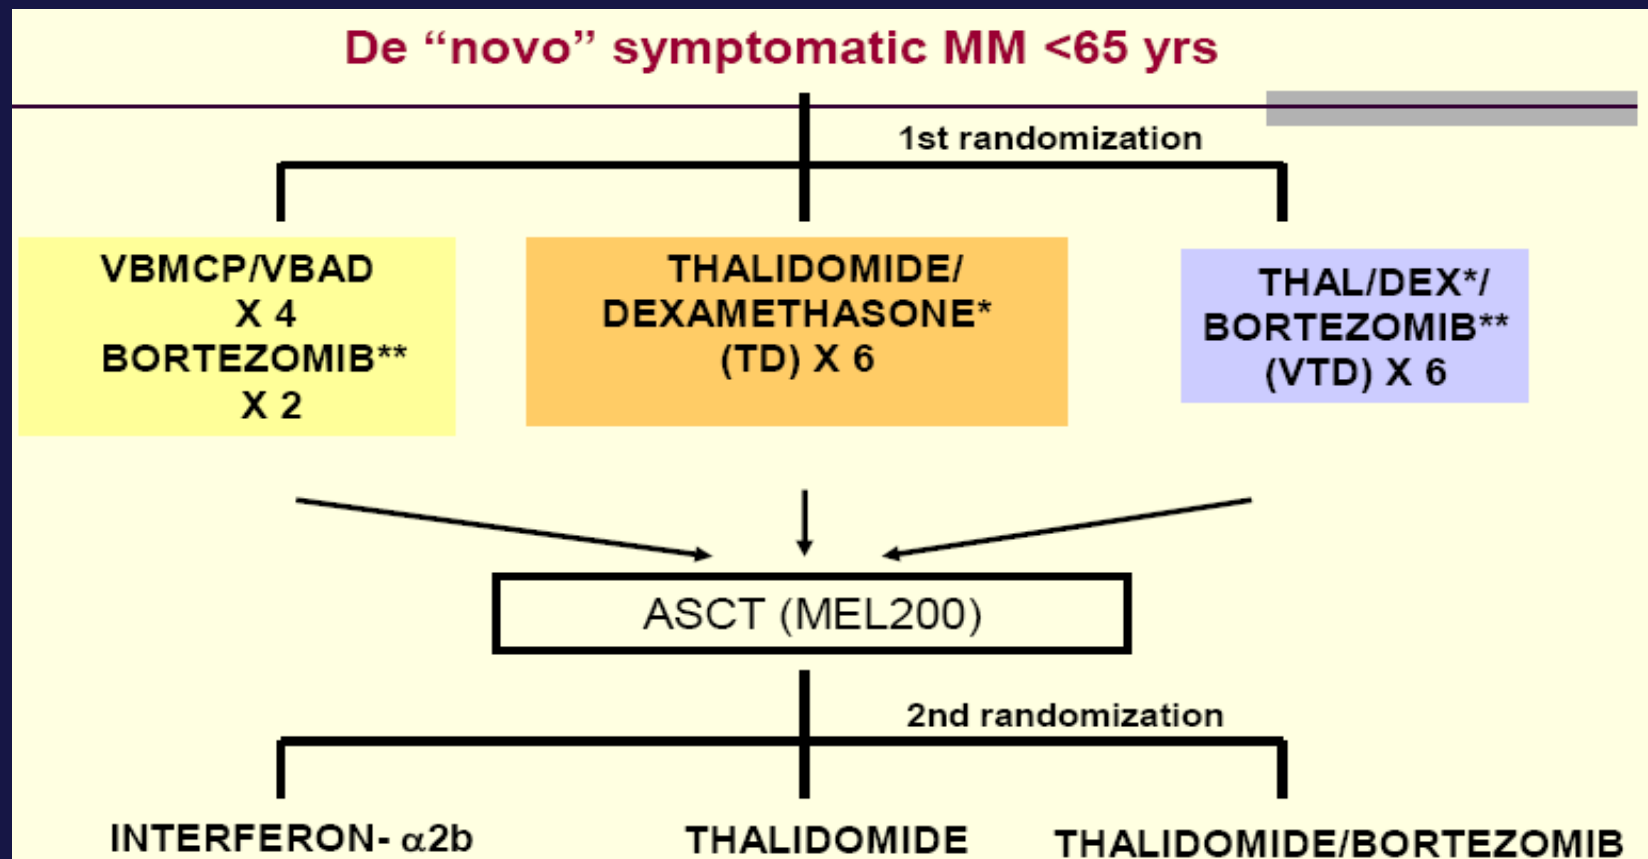 De “novo” symptomatic MM <65 yrs
1st randomization
VBMCP/VBAD
X 4
BORTEZOMIB**
X 2
THALIDOMIDE/
DEXAMETHASONE*
(TD) X 6
THAL/DEX*/
BORTEZOMIB**
(VTD) X 6
ASCT (MEL200)
2nd randomization
INTERFERON- α2b
THALIDOMIDE
THALIDOMIDE/BORTEZOMIB